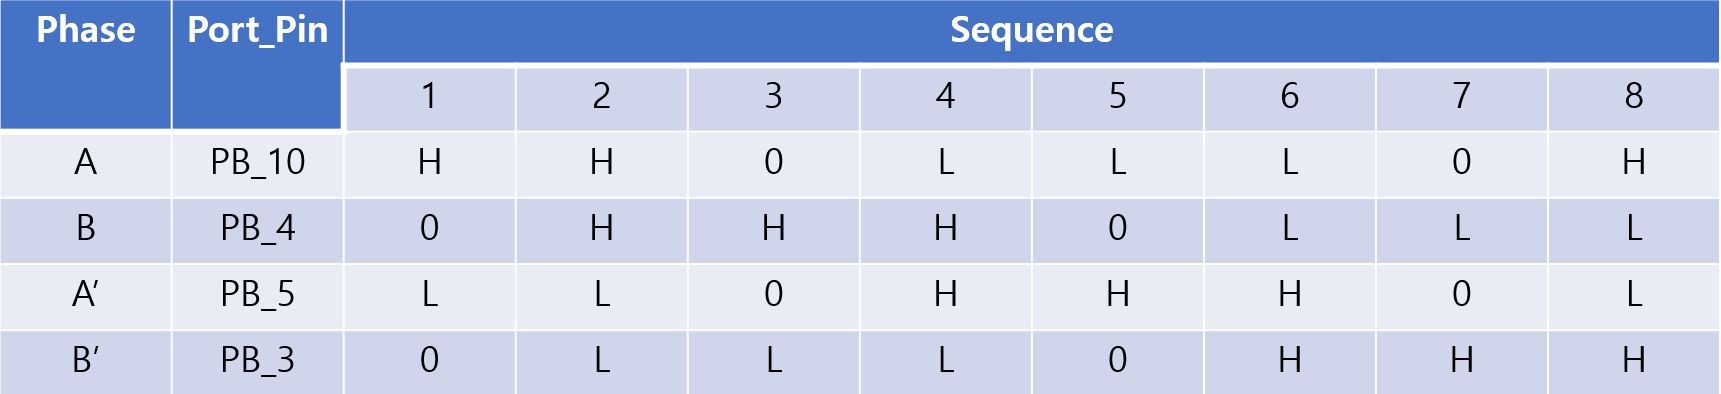 Phase Port_Pin Sequence
1 2 3 4 5 6 7 8
A PB_10 H H 0 L L L 0 H
B PB_4 0 H H H 0 L L L
A’ PB_5 L L 0 H H H 0 L
B’ PB_3 0 L L L 0 H H H